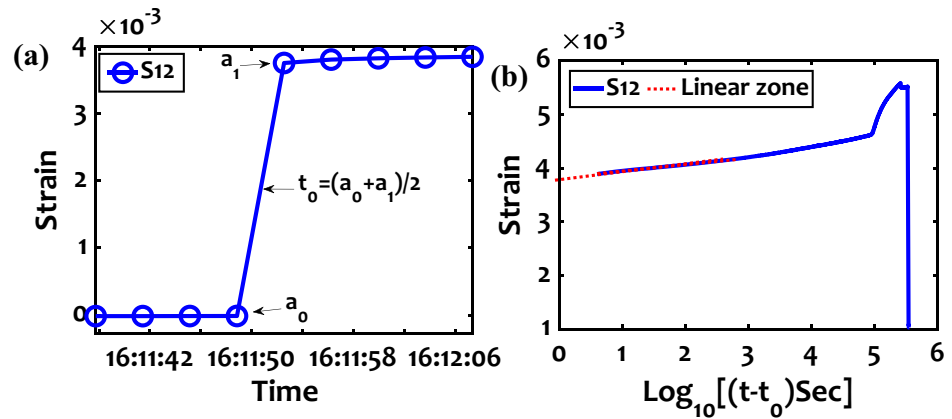 (a)
×10⁻³
4
3
2
1
0
Strain
S12
a₁
t₀=(a₀+a₁)/2
a₀
16:11:42 16:11:50 16:11:58 16:12:06
Time
(b)
×10⁻³
6
5
4
3
2
1
Strain
S12 Linear zone
0 1 2 3 4 5 6
Log₁₀[(t-t₀)Sec]